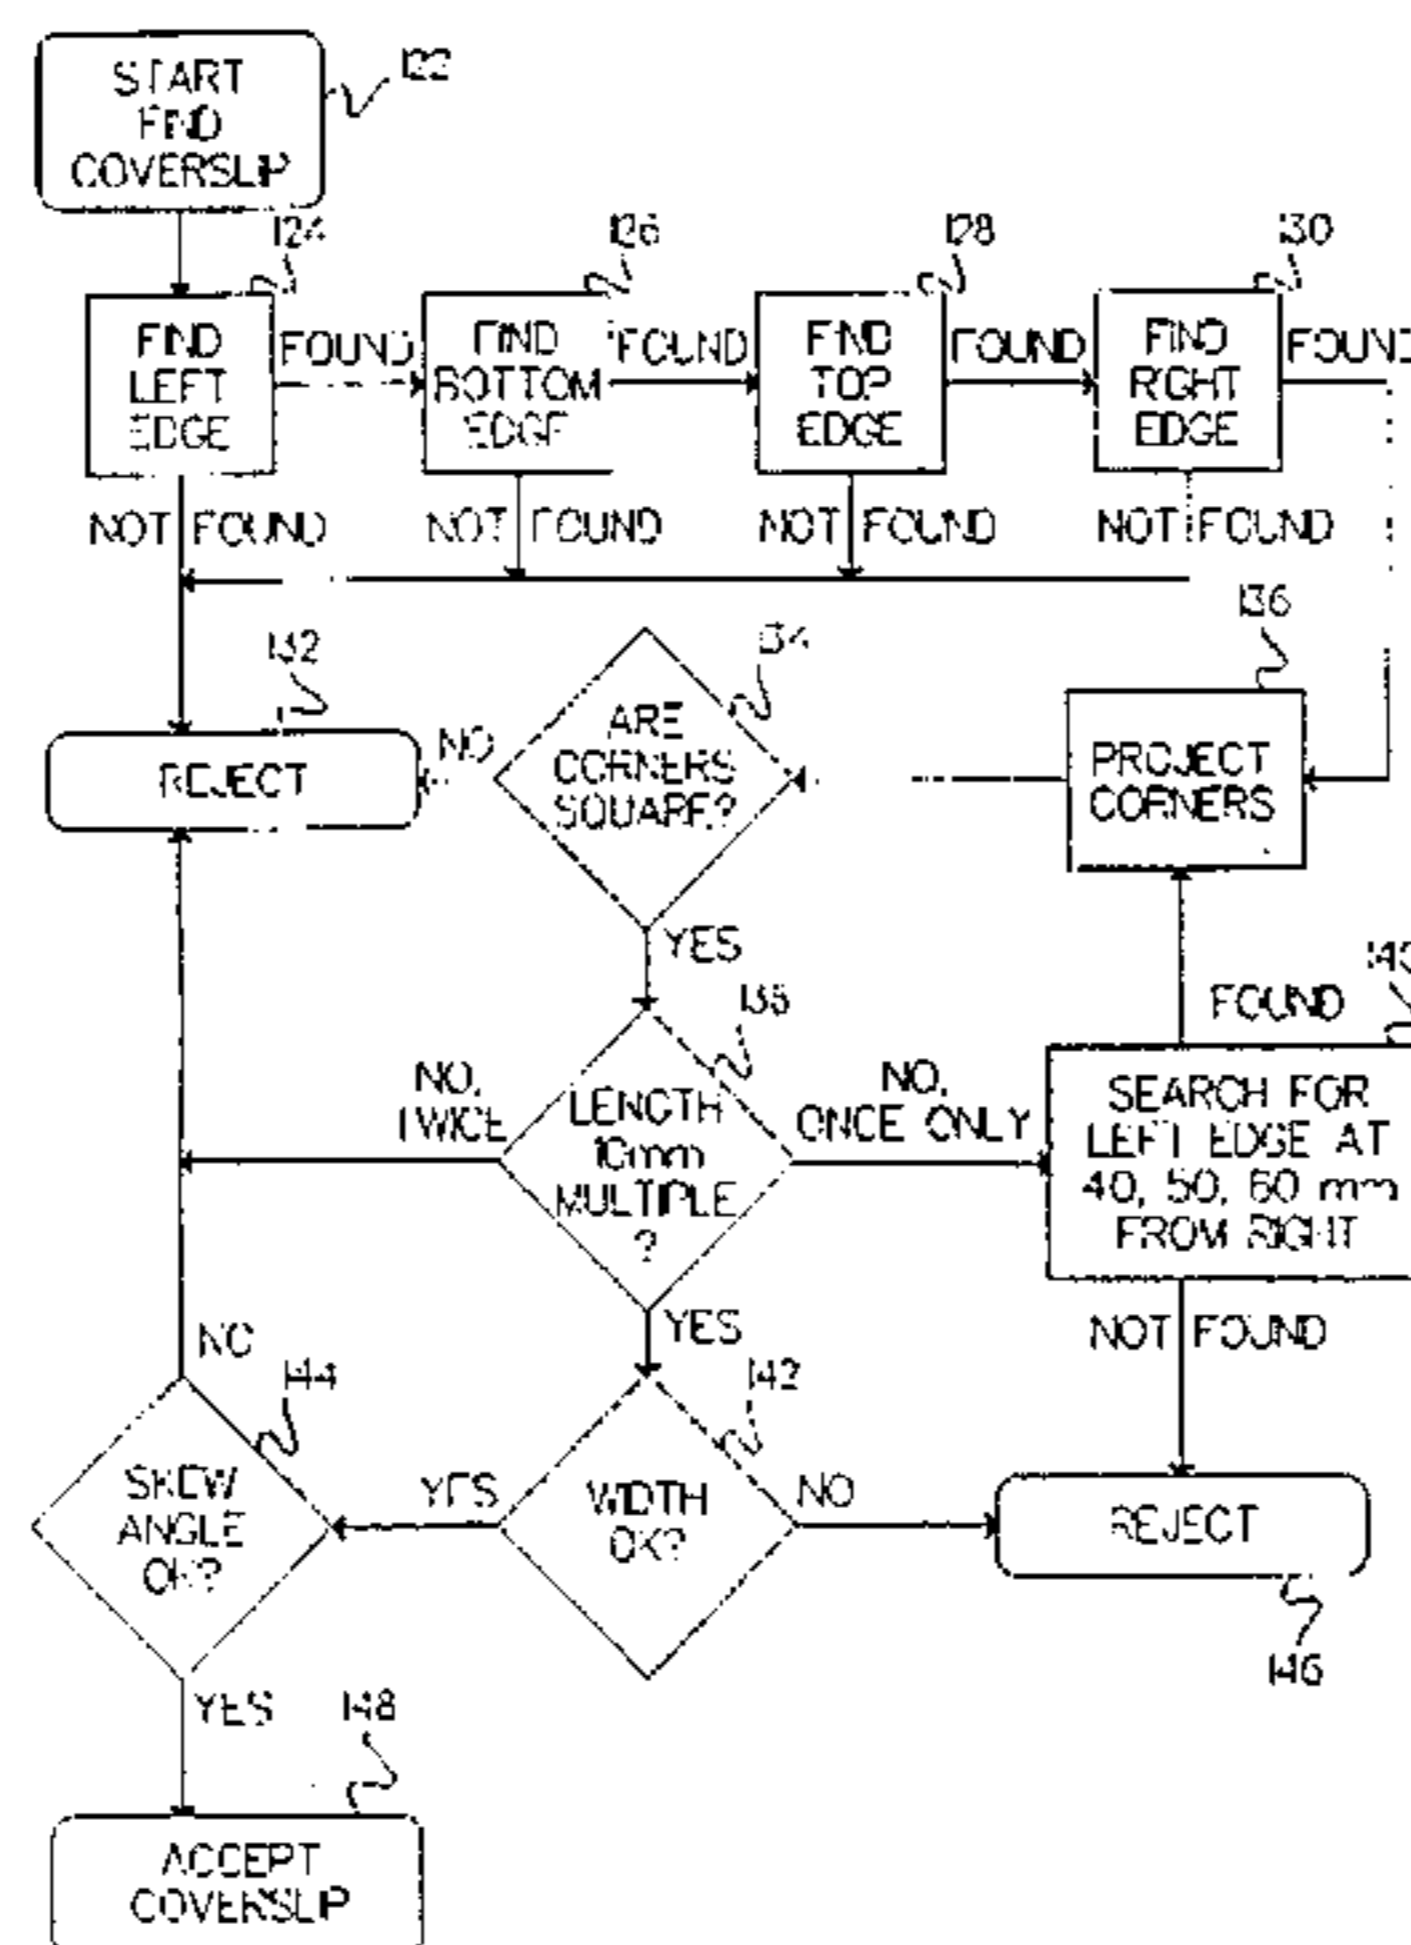 START
FIND
COVERSLIP
122
124
126
128
130
FIND
LEFT
EDGE
FOUND
FIND
BOTTOM
EDGE
FOUND
FIND
TOP
EDGE
FOUND
FIND
RIGHT
EDGE
FOUND
NOT FOUND
NOT FOUND
NOT FOUND
NOT FOUND
132
134
136
REJECT
NO
ARE
CORNERS
SQUARE?
PROJECT
CORNERS
YES
FOUND
NO,
TWICE
LENGTH
10mm
MULTIPLE
?
NO,
ONCE ONLY
SEARCH FOR
LEFT EDGE AT
40, 50, 60 mm
FROM RIGHT
YES
NOT FOUND
NO
144
142
SKEW
ANGLE
OK?
YES
WIDTH
OK?
NO
REJECT
146
YES
148
ACCEPT
COVERSLIP